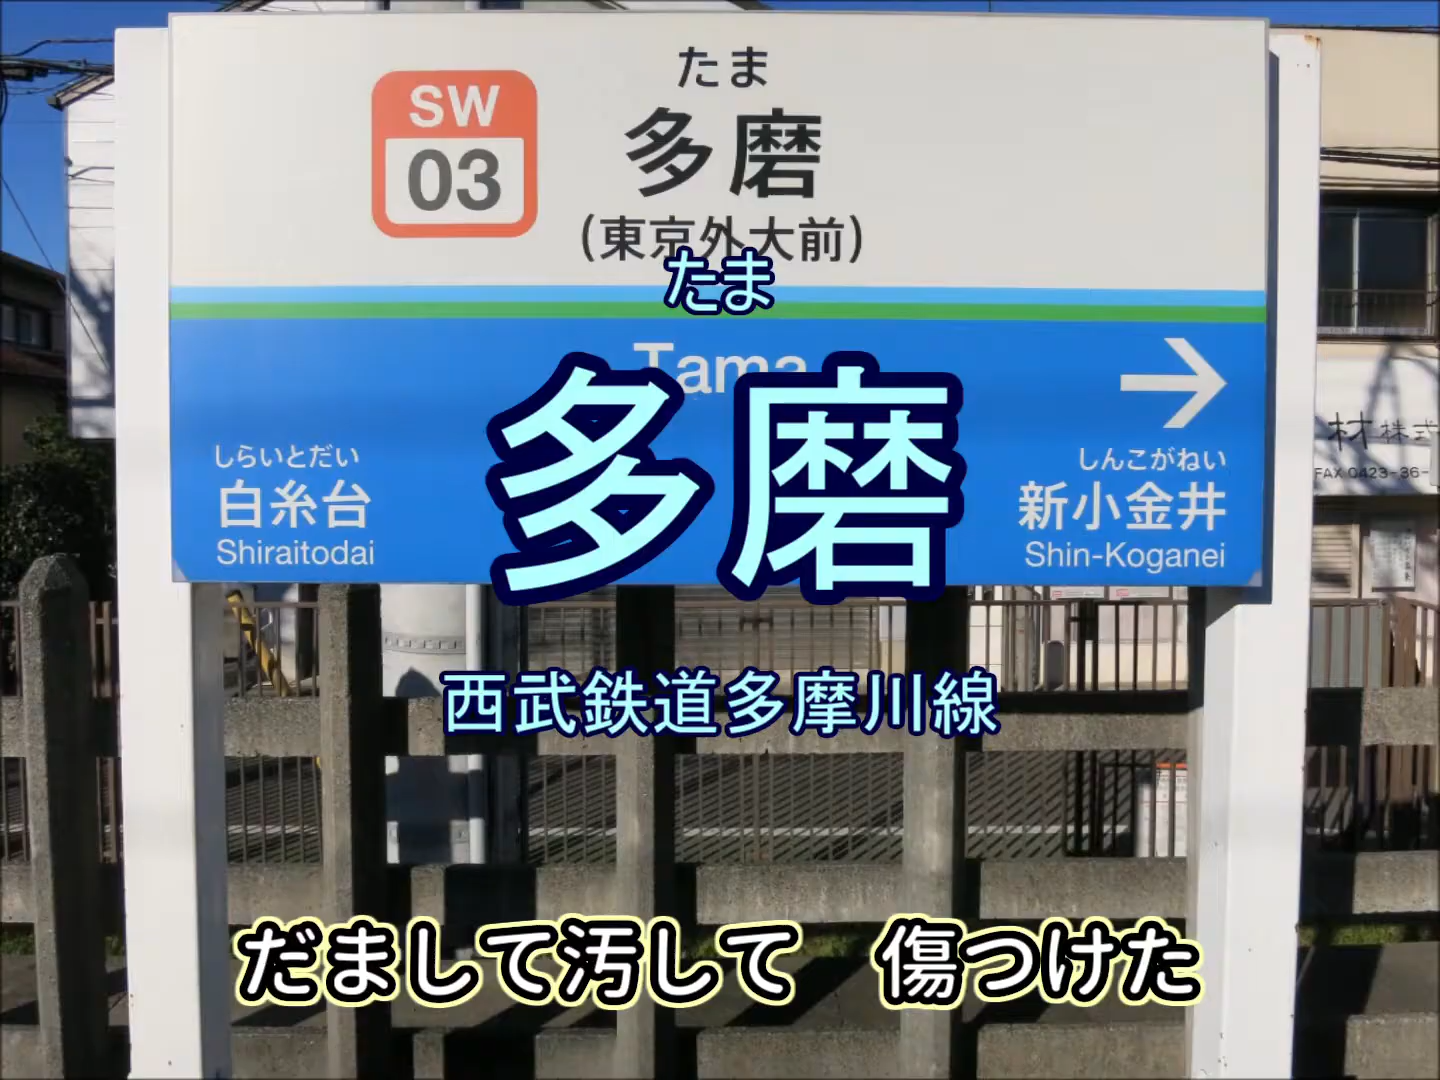 たま
SW
03
多磨
(東京外大前)
たま
Tama
多磨
しらいとだい
白糸台
Shiraitodai
しんこがねい
新小金井
Shin-Koganei
材株式
FAX 0423-36-
西武鉄道多摩川線
だまして汚して　傷つけた